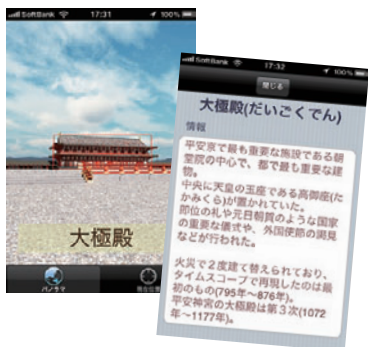 SoftBank 17:31 100%
大極殿
パノラマ
現在位置
SoftBank 17:32 100%
閉じる
大極殿(だいごくでん)
情報
平安京で最も重要な施設である朝
堂院の中心で、都で最も重要な建
物。
中央に天皇の玉座である高御座(た
かみくら)が置かれていた。
即位の礼や元日朝賀のような国家
の重要な儀式や、外国使節の謁見
などが行われた。
火災で2度建て替えられており、
タイムスコープで再現したのは最
初のもの(795年~876年)。
平安神宮の大極殿は第3次(1072
年~1177年)。